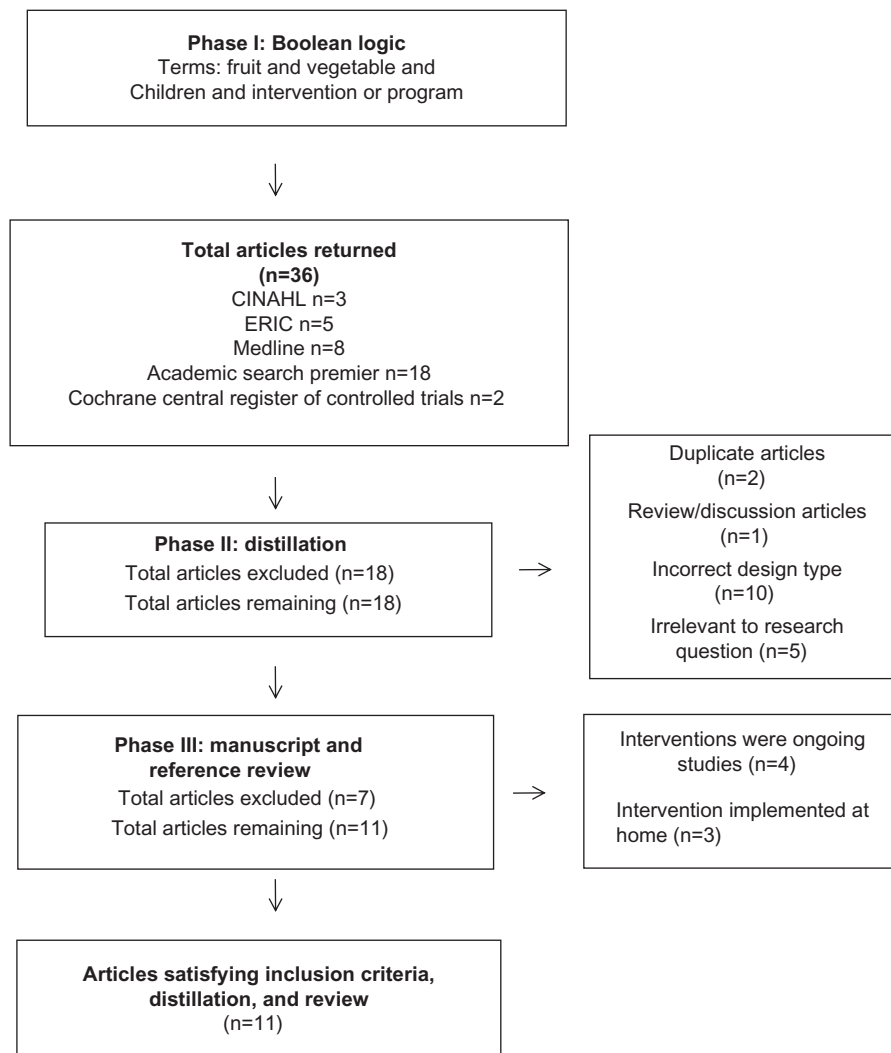 Phase I: Boolean logic
Terms: fruit and vegetable and
Children and intervention or program
Total articles returned
(n=36)
CINAHL n=3
ERIC n=5
Medline n=8
Academic search premier n=18
Cochrane central register of controlled trials n=2
Phase II: distillation
Total articles excluded (n=18)
Total articles remaining (n=18)
Duplicate articles
(n=2)
Review/discussion articles
(n=1)
Incorrect design type
(n=10)
Irrelevant to research
question (n=5)
Phase III: manuscript and
reference review
Total articles excluded (n=7)
Total articles remaining (n=11)
Interventions were ongoing
studies (n=4)
Intervention implemented at
home (n=3)
Articles satisfying inclusion criteria,
distillation, and review
(n=11)